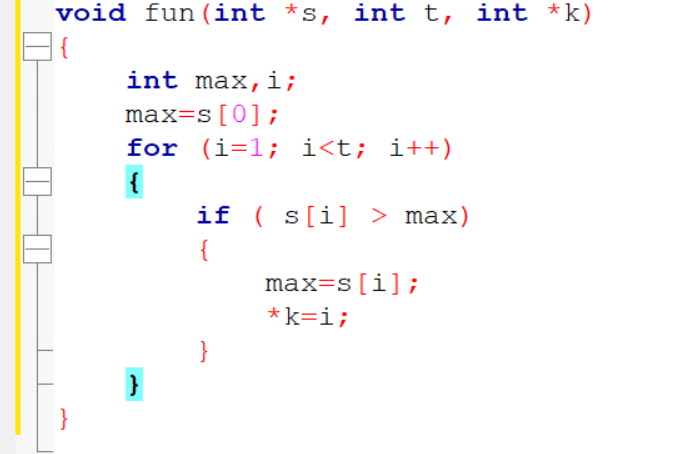 void fun(int *s, int t, int *k)
{
int max,i;
max=s[0];
for (i=1; i<t; i++)
{
if ( s[i] > max)
{
max=s[i];
*k=i;
}
}
}